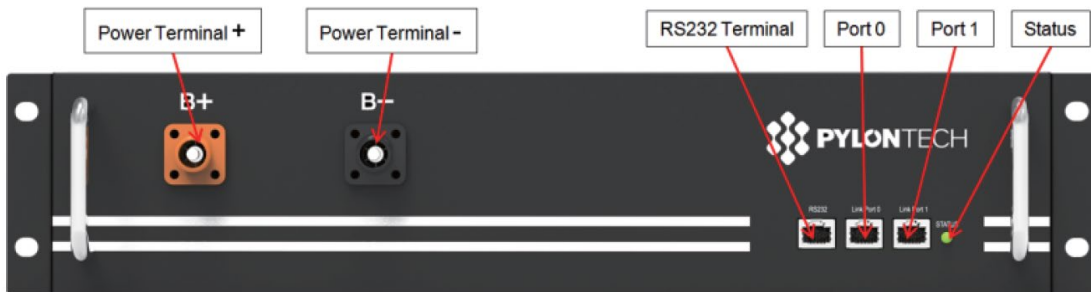 Power Terminal +
Power Terminal -
RS232 Terminal
Port 0
Port 1
Status
B+
B-
PYLONTECH
RS232
Link Port 0
Link Port 1
STATUS